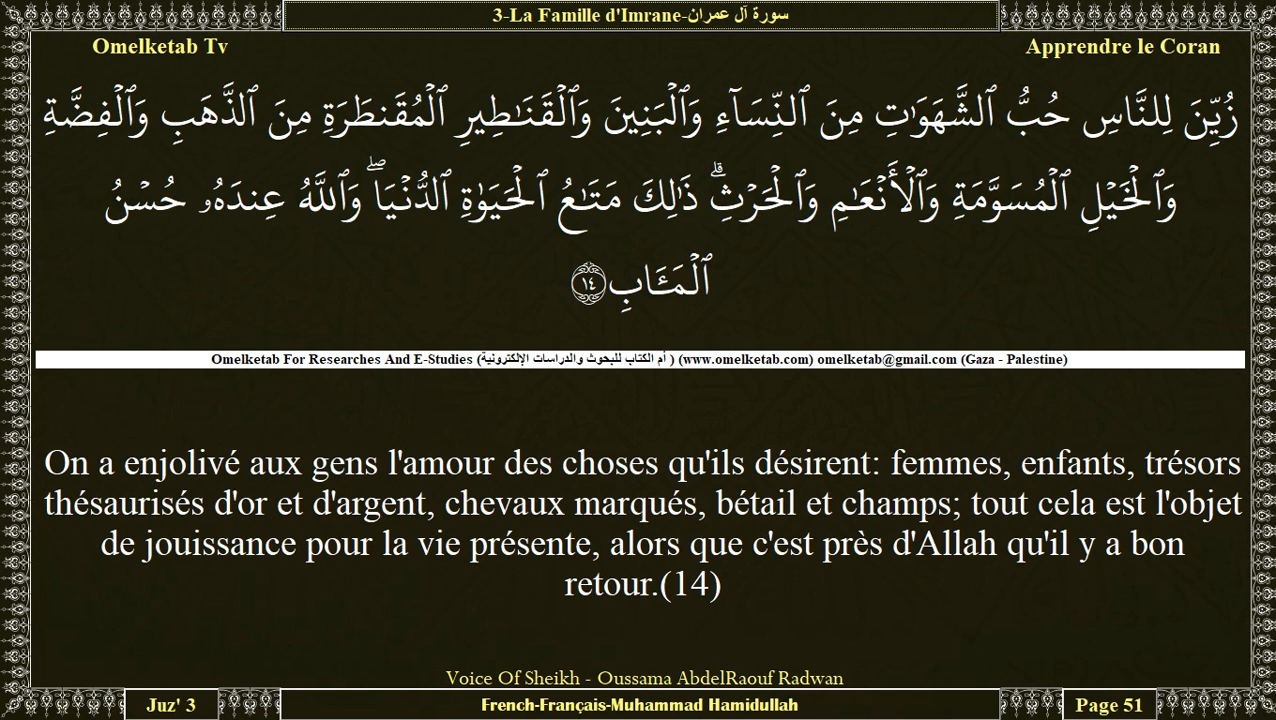 3-La Famille d'Imrane-سورة آل عمران
Omelketab Tv
Apprendre le Coran
زُيِّنَ لِلنَّاسِ حُبُّ ٱلشَّهَوَٰتِ مِنَ ٱلنِّسَآءِ وَٱلۡبَنِينَ وَٱلۡقَنَٰطِيرِ ٱلۡمُقَنطَرَةِ مِنَ ٱلذَّهَبِ وَٱلۡفِضَّةِ
وَٱلۡخَيۡلِ ٱلۡمُسَوَّمَةِ وَٱلۡأَنۡعَٰمِ وَٱلۡحَرۡثِۗ ذَٰلِكَ مَتَٰعُ ٱلۡحَيَوٰةِ ٱلدُّنۡيَاۖ وَٱللَّهُ عِندَهُۥ حُسۡنُ
ٱلۡمَـَٔابِ ١٤
Omelketab For Researches And E-Studies (أم الكتاب للبحوث والدراسات الإلكترونية ) (www.omelketab.com) omelketab@gmail.com (Gaza - Palestine)
On a enjolivé aux gens l'amour des choses qu'ils désirent: femmes, enfants, trésors
thésaurisés d'or et d'argent, chevaux marqués, bétail et champs; tout cela est l'objet
de jouissance pour la vie présente, alors que c'est près d'Allah qu'il y a bon
retour.(14)
Voice Of Sheikh - Oussama AbdelRaouf Radwan
Juz' 3
French-Français-Muhammad Hamidullah
Page 51